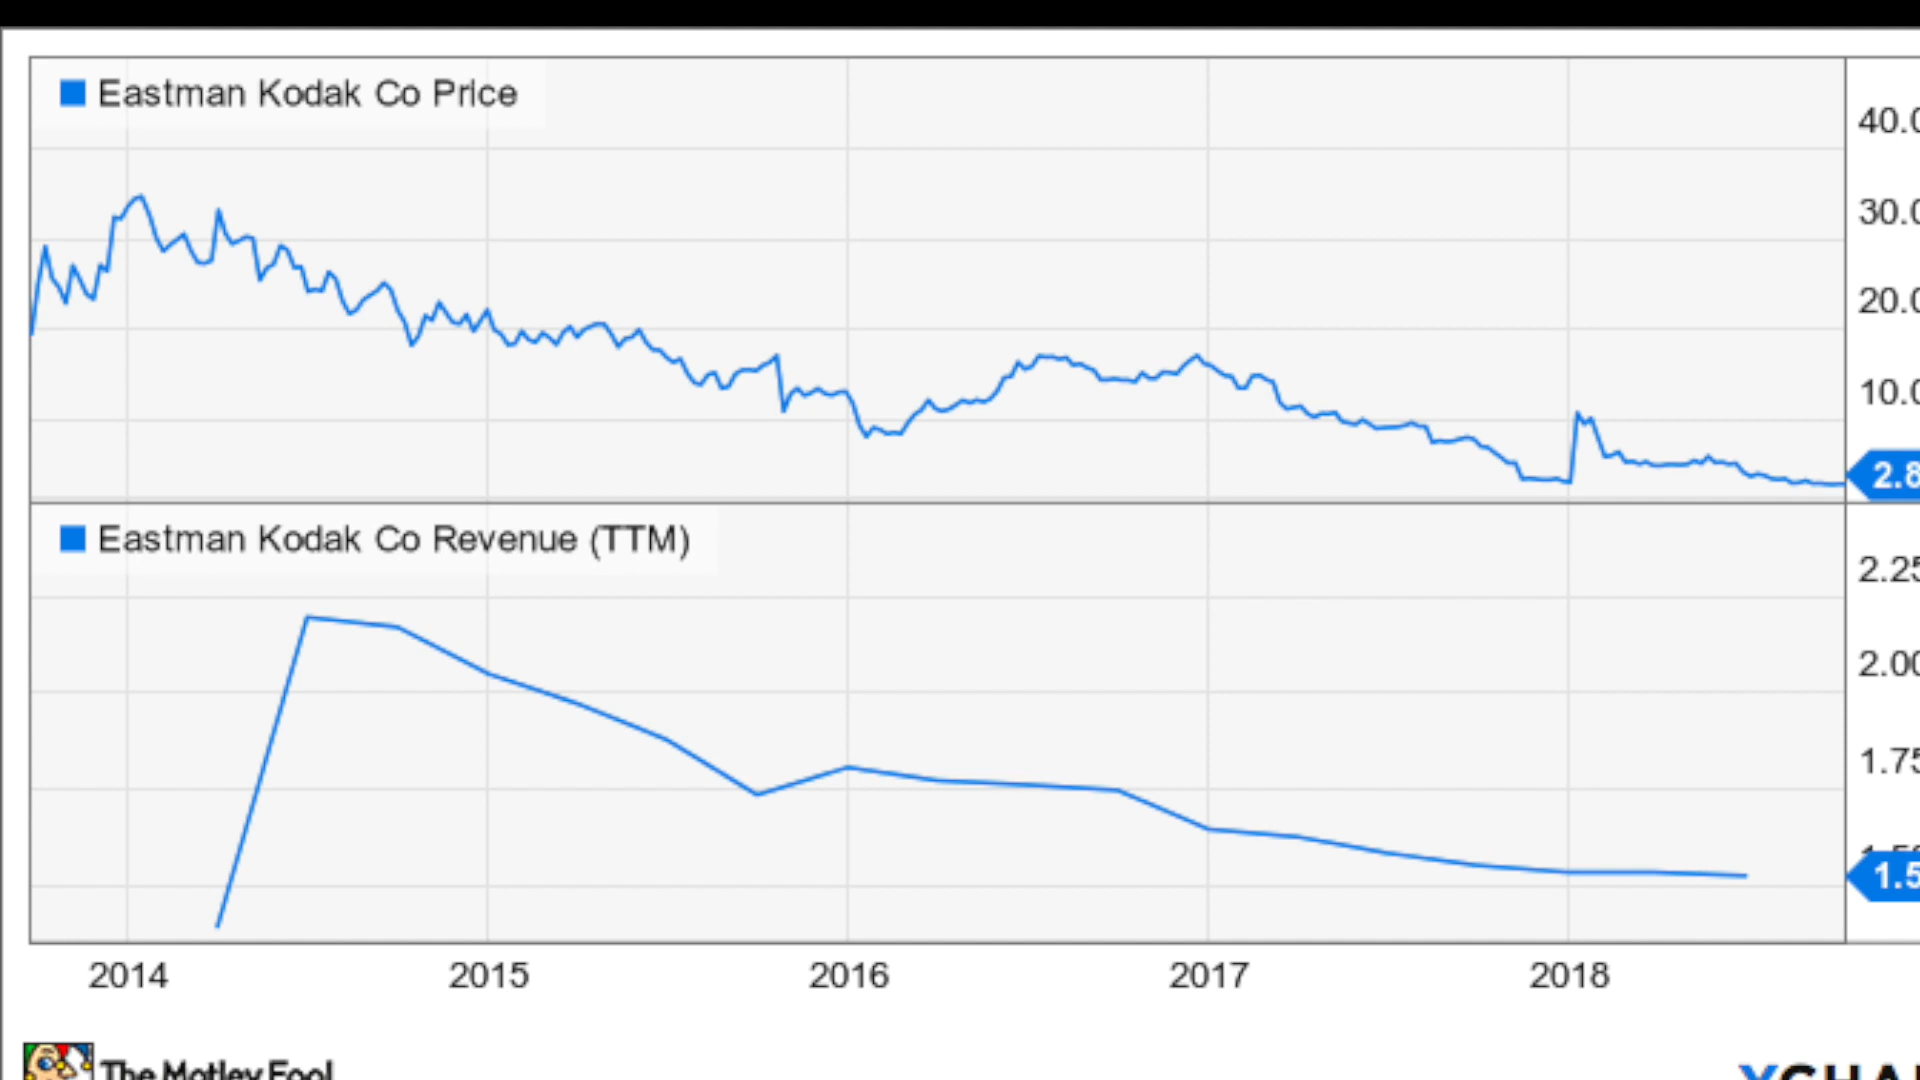 Eastman Kodak Co Price
40.0
30.0
20.0
10.0
2.8
Eastman Kodak Co Revenue (TTM)
2.25
2.00
1.75
1.5
2014 2015 2016 2017 2018
The Motley Fool
YCHA